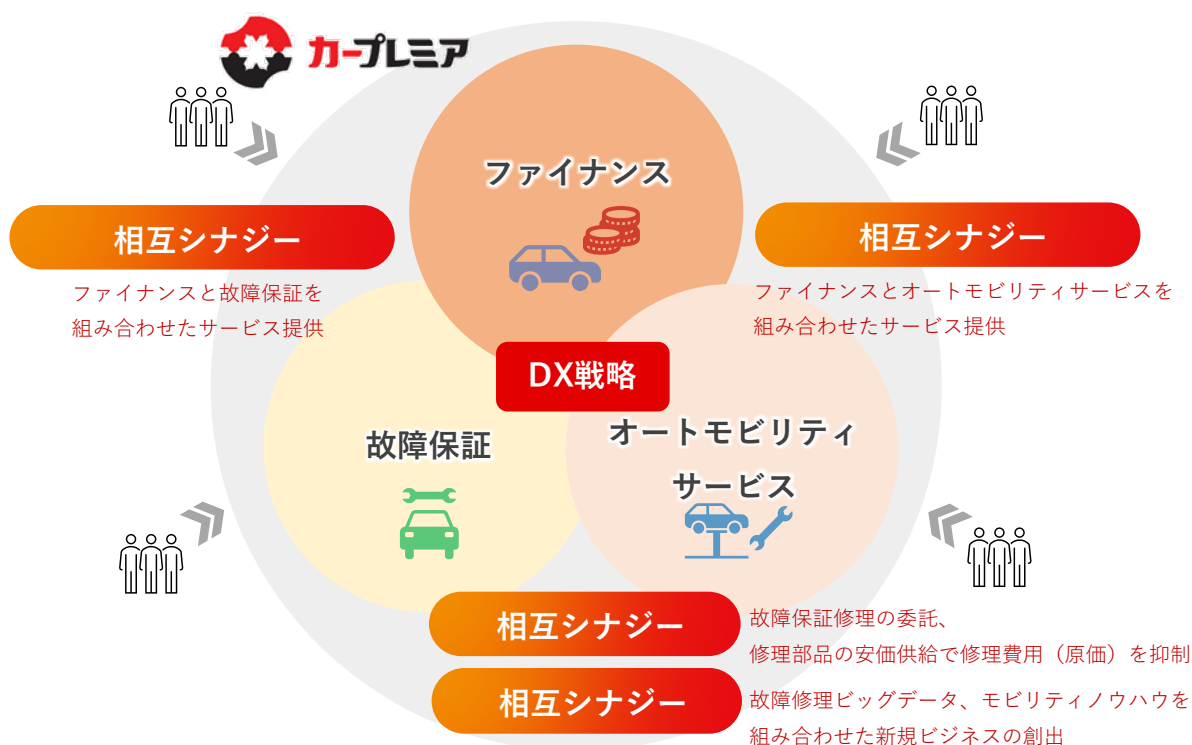 カープレミア
ファイナンス
相互シナジー
ファイナンスと故障保証を
組み合わせたサービス提供
相互シナジー
ファイナンスとオートモビリティサービスを
組み合わせたサービス提供
DX戦略
故障保証
オートモビリティ
サービス
相互シナジー
故障保証修理の委託、
修理部品の安価供給で修理費用（原価）を抑制
相互シナジー
故障修理ビッグデータ、モビリティノウハウを
組み合わせた新規ビジネスの創出